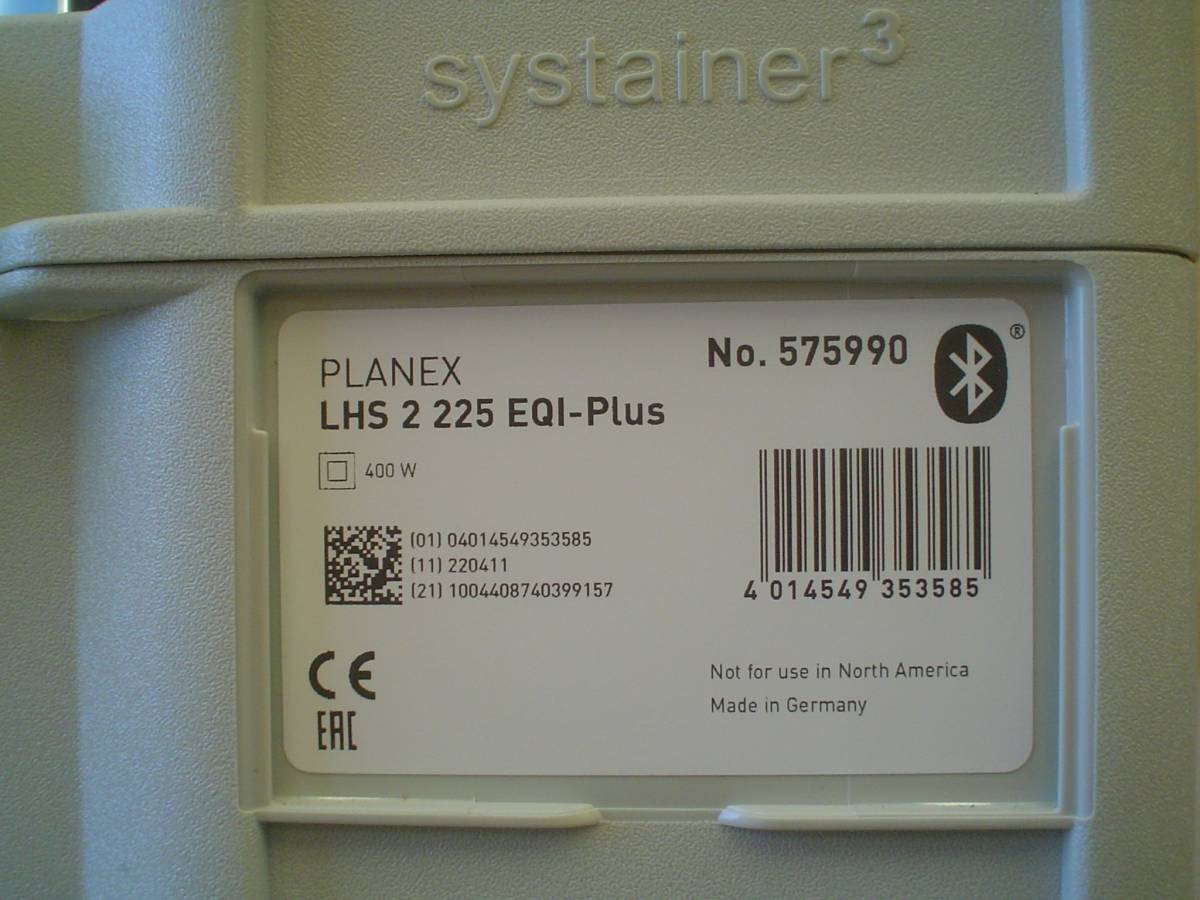 systainer³
PLANEX
LHS 2 225 EQI-Plus
No. 575990
®
400 W
(01) 04014549353585
(11) 220411
(21) 1004408740399157
4 014549 353585
CE
EAC
Not for use in North America
Made in Germany